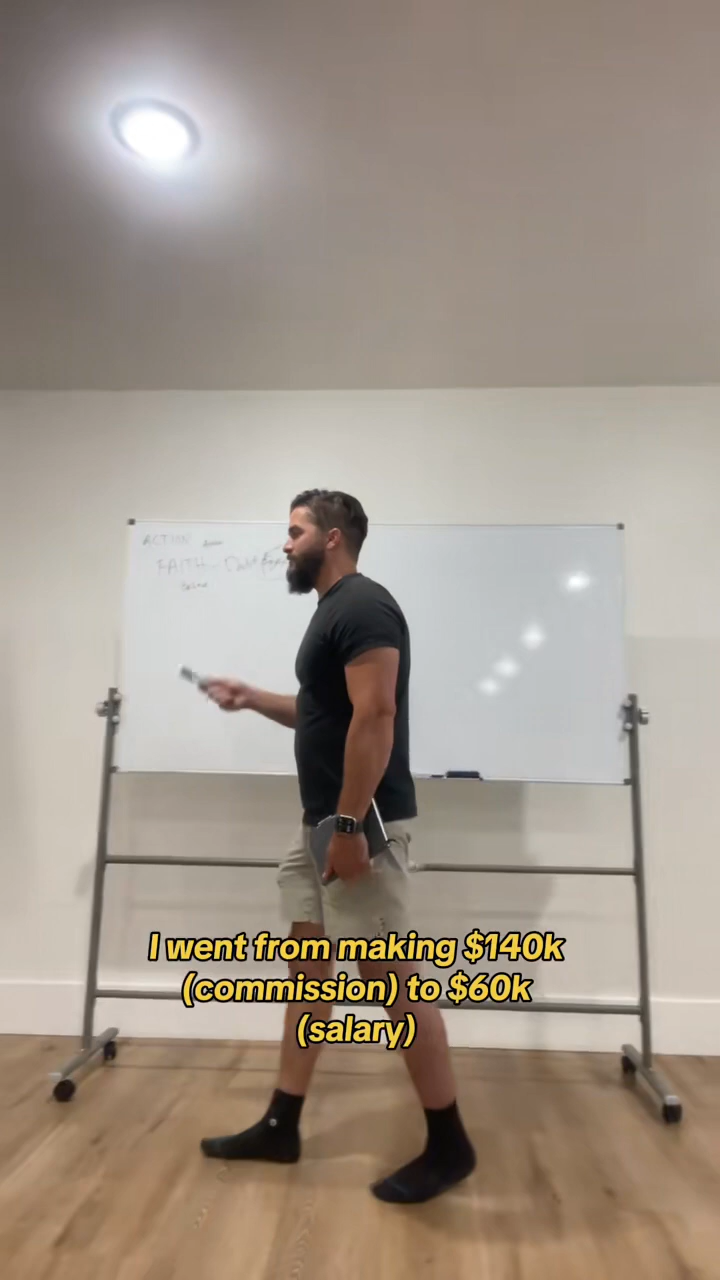 ACTION
FAITH
I went from making $140k
(commission) to $60k
(salary)